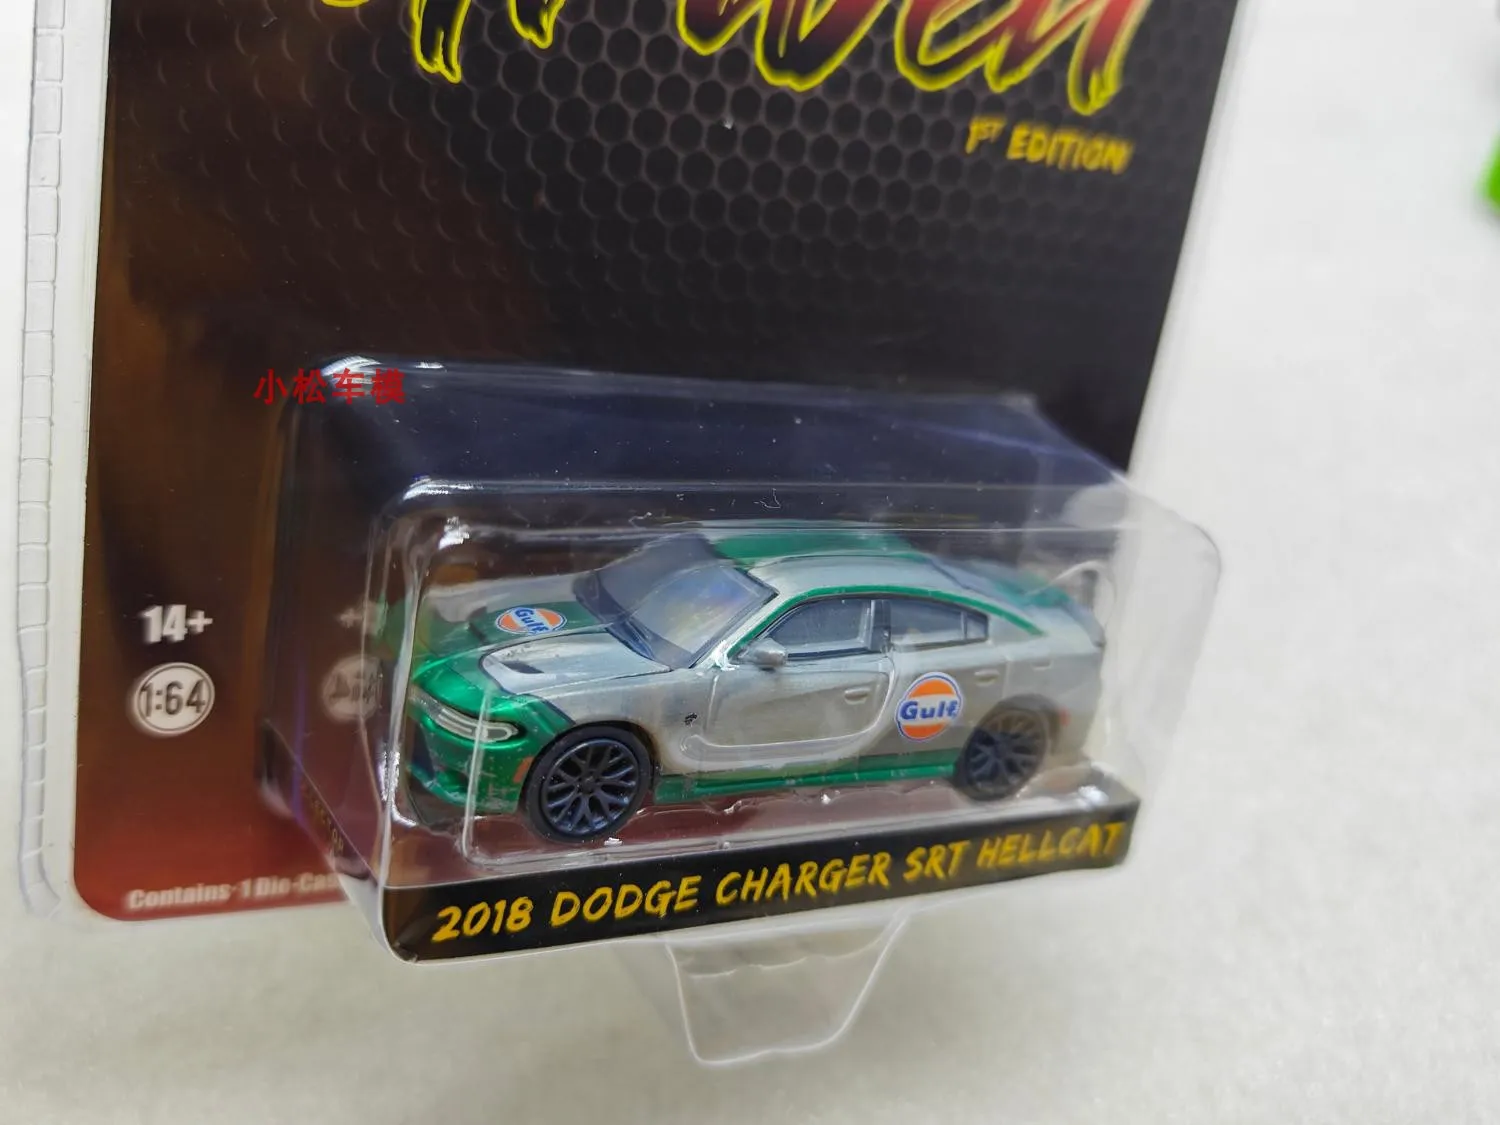 1ST EDITION
小松车模
14+
1:64
Gulf
Gulf
Contains 1 Die-Cas
2018 DODGE CHARGER SRT HELLCAT